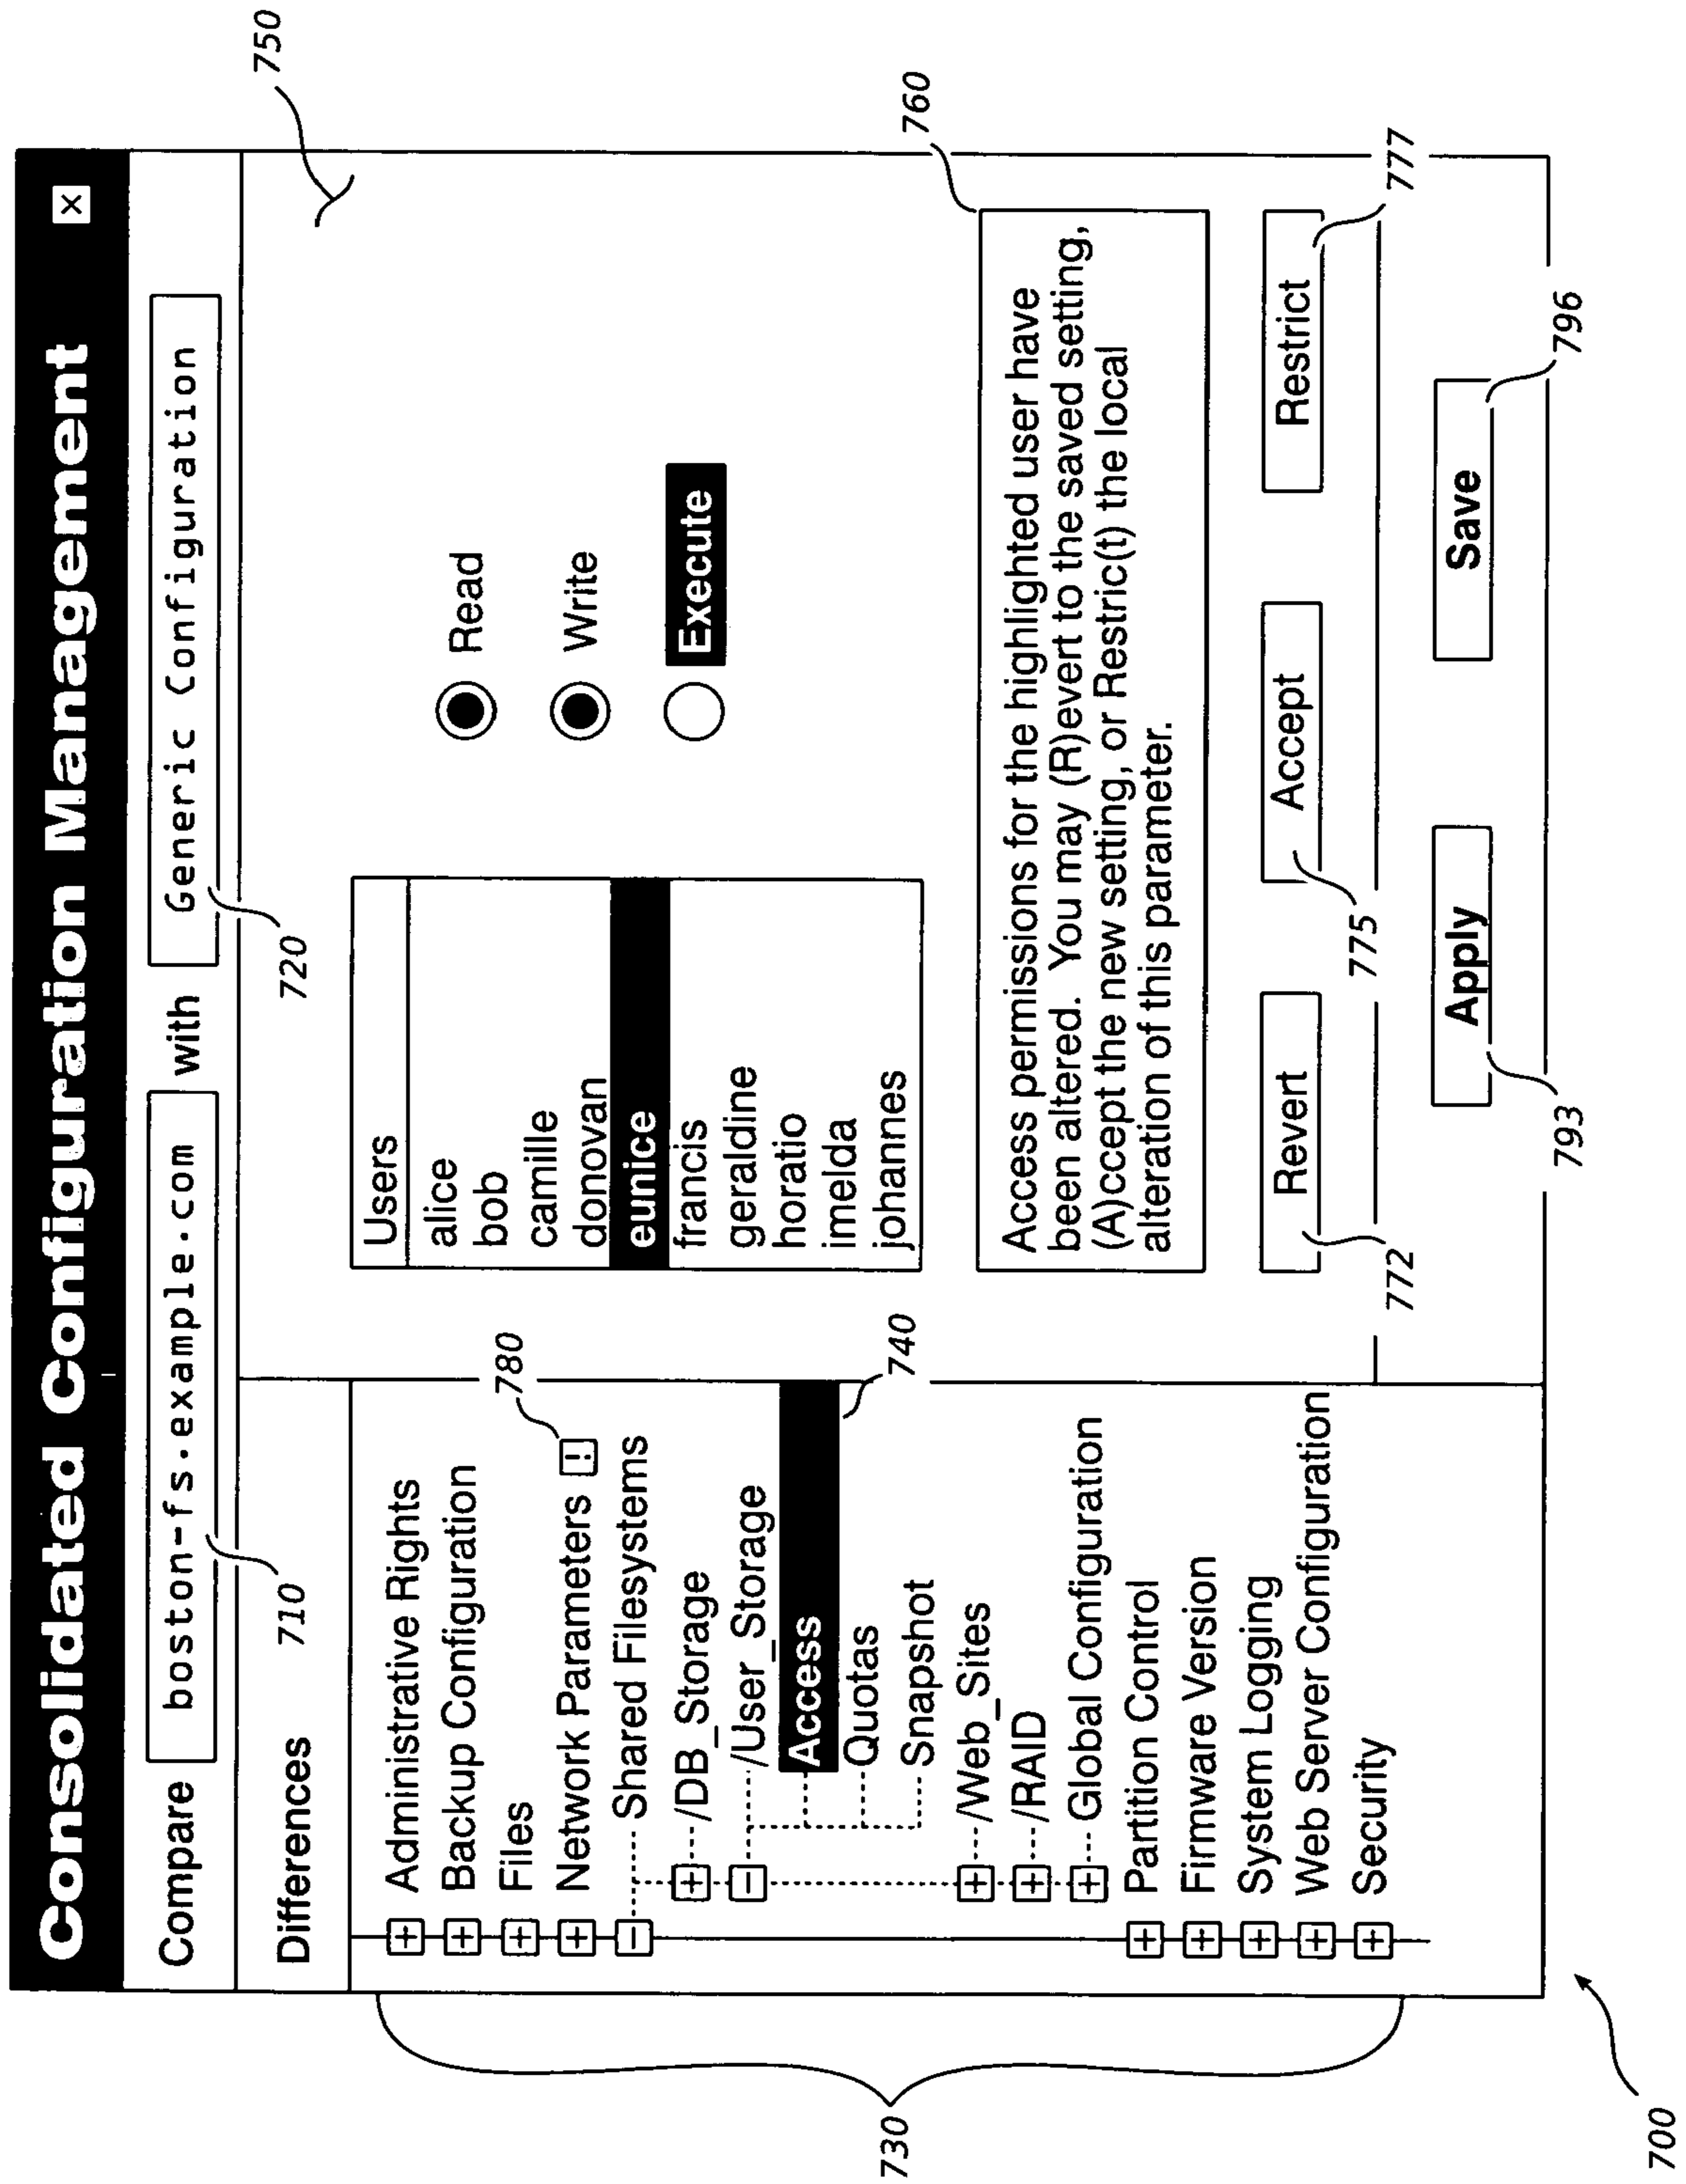 Consolidated Configuration Management x
Compare boston-fs.example.com with Generic Configuration
710
720
750
Differences
Administrative Rights
Backup Configuration
Files
Network Parameters !
780
Shared Filesystems
/DB_Storage
/User_Storage
Access
740
Quotas
Snapshot
/Web_Sites
/RAID
Global Configuration
Partition Control
Firmware Version
System Logging
Web Server Configuration
Security
730
Users
alice
bob
camille
donovan
eunice
francis
geraldine
horatio
imelda
johannes
Read
Write
Execute
760
Access permissions for the highlighted user have
been altered. You may (R)evert to the saved setting,
(A)ccept the new setting, or Restric(t) the local
alteration of this parameter.
Revert
Accept
Restrict
772
775
777
Apply
Save
793
796
700